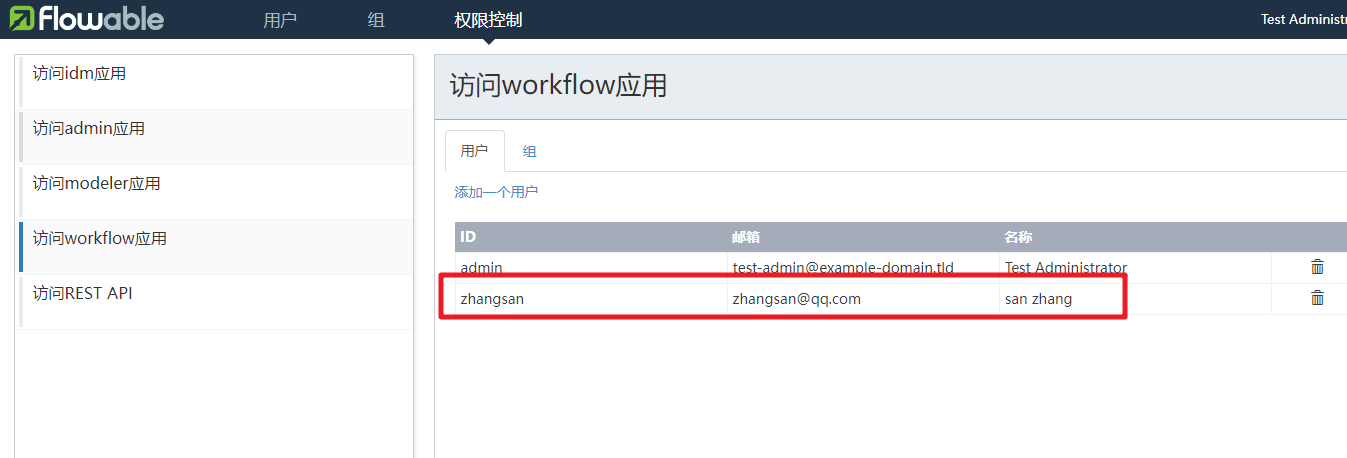 flowable 用户 组 权限控制 Test Administr
访问idm应用
访问admin应用
访问modeler应用
访问workflow应用
访问REST API
访问workflow应用
用户 组
添加一个用户
ID 邮箱 名称
admin test-admin@example-domain.tld Test Administrator
zhangsan zhangsan@qq.com san zhang